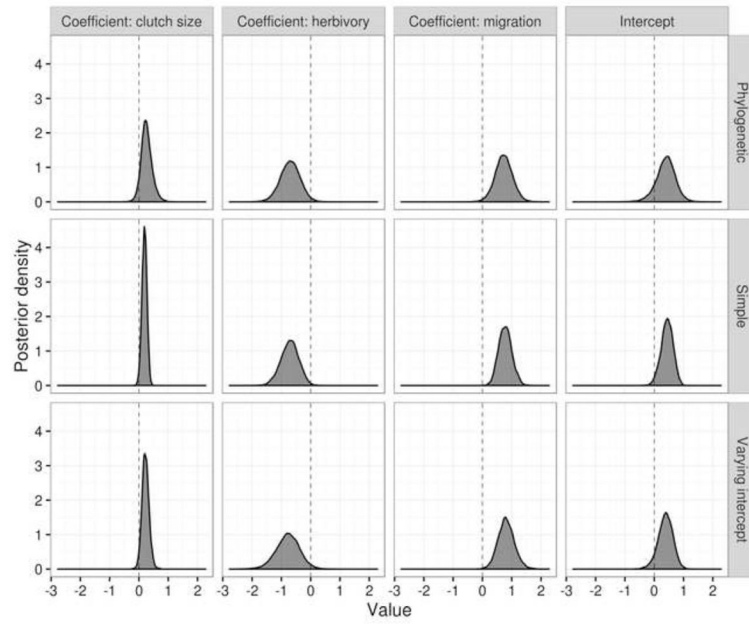 Coefficient: clutch size Coefficient: herbivory Coefficient: migration Intercept
4
3
2
1
0
Phylogenetic
4
3
2
1
0
Simple
4
3
2
1
0
Varying intercept
-3 -2 -1 0 1 2 -3 -2 -1 0 1 2 -3 -2 -1 0 1 2 -3 -2 -1 0 1 2
Posterior density
Value